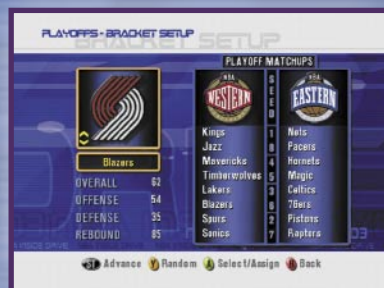 PLAYOFFS - BRACKET SETUP
BRACKET SETUP
PLAYOFF MATCHUPS
NBA WESTERN SEED NBA EASTERN
Kings 1 Nets
Jazz 8 Pacers
Mavericks 4 Hornets
Timberwolves 5 Magic
Lakers 3 Celtics
Blazers 6 76ers
Spurs 2 Pistons
Sonics 7 Raptors
Blazers
OVERALL 62
OFFENSE 54
DEFENSE 35
REBOUND 85
ST Advance Y Random A Select/Assign B Back